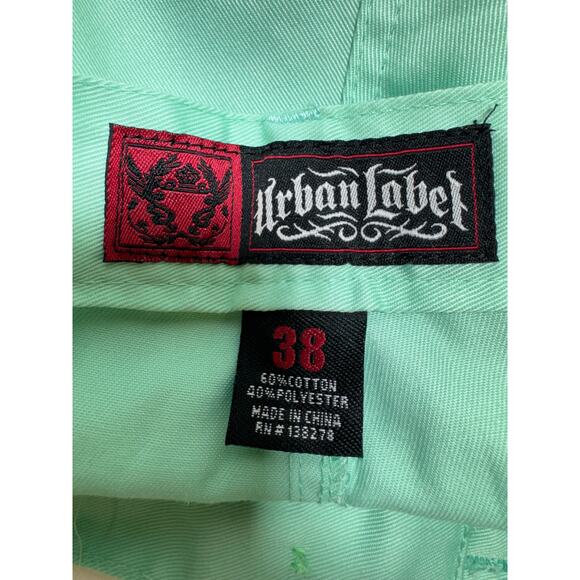 Urban Label
38
60% COTTON
40% POLYESTER
MADE IN CHINA
RN # 138278